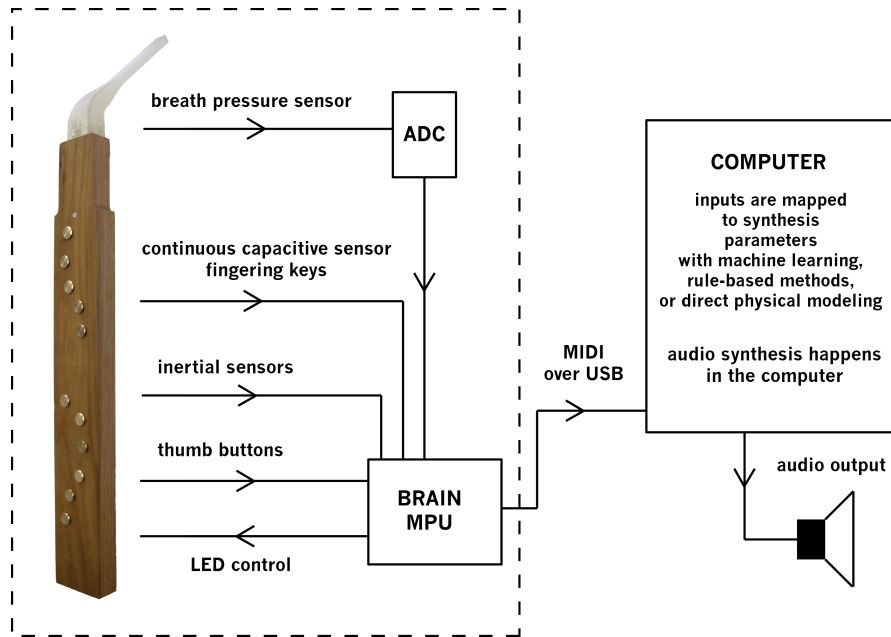 breath pressure sensor
ADC
continuous capacitive sensor
fingering keys
inertial sensors
thumb buttons
LED control
BRAIN
MPU
MIDI
over USB
COMPUTER
inputs are mapped
to synthesis
parameters
with machine learning,
rule-based methods,
or direct physical modeling
audio synthesis happens
in the computer
audio output